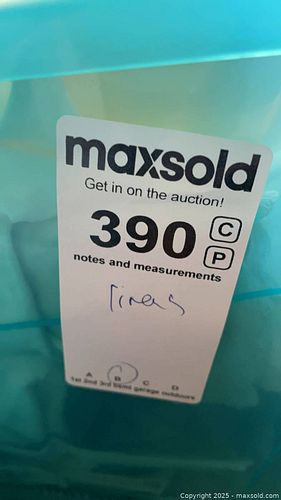 maxsold
Get in on the auction!
390 C
P
notes and measurements
A B C D
1st 2nd 3rd bsmt garage outdoors
Copyright 2025 - maxsold.com